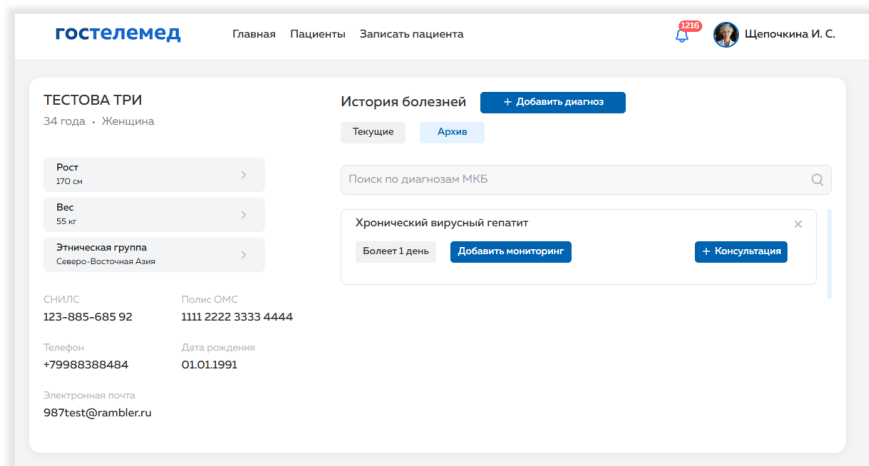 гостелемед
Главная Пациенты Записать пациента
1216
Щепочкина И. С.
ТЕСТОВА ТРИ
34 года • Женщина
Рост
170 см
Вес
55 кг
Этническая группа
Северо-Восточная Азия
СНИЛС
123-885-685 92
Полис ОМС
1111 2222 3333 4444
Телефон
+79988388484
Дата рождения
01.01.1991
Электронная почта
987test@rambler.ru
История болезней
+ Добавить диагноз
Текущие
Архив
Поиск по диагнозам МКБ
Хронический вирусный гепатит
Болеет 1 день
Добавить мониторинг
+ Консультация